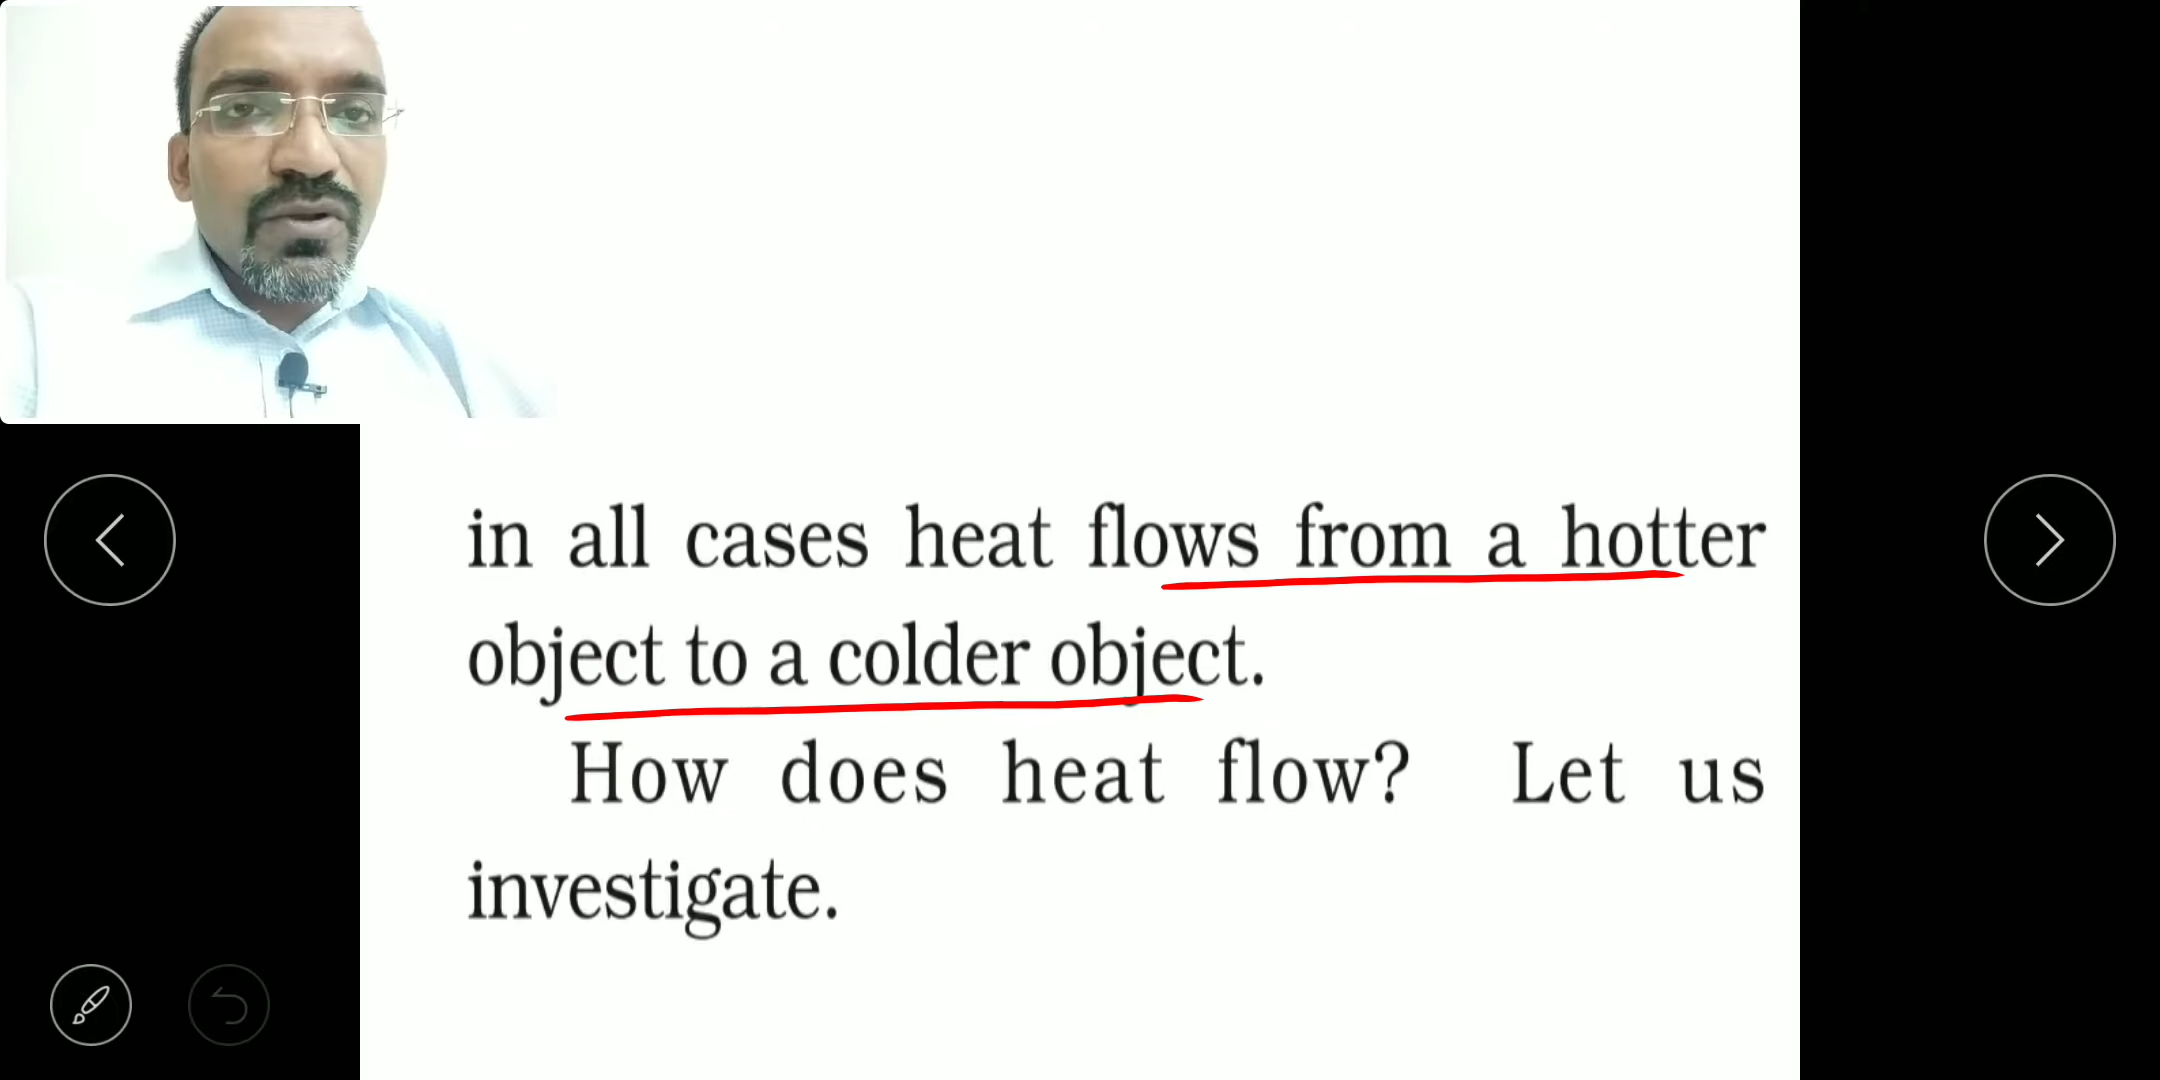 in all cases heat flows from a hotter
object to a colder object.
How does heat flow? Let us
investigate.